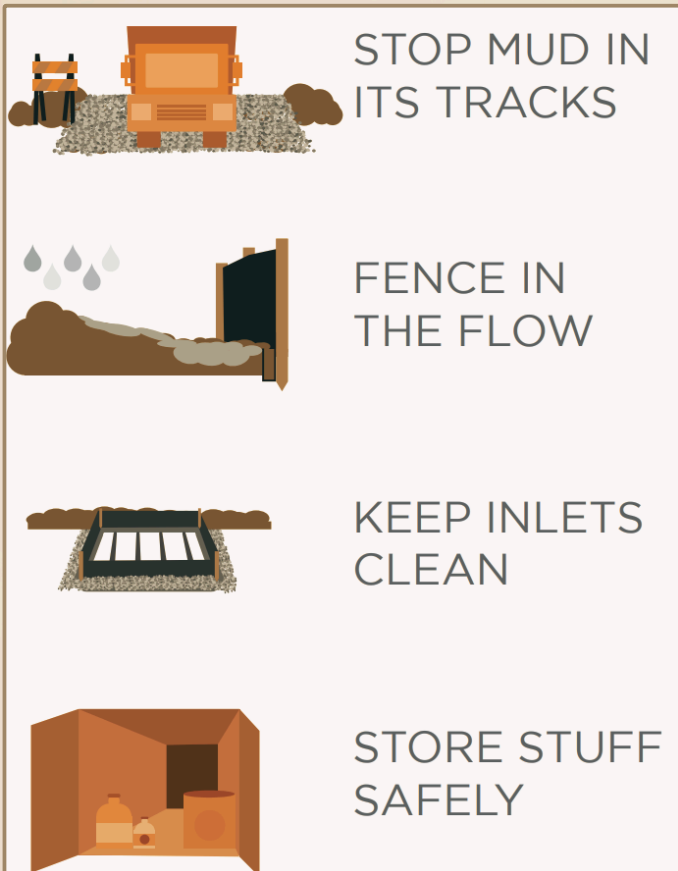 STOP MUD IN
ITS TRACKS
FENCE IN
THE FLOW
KEEP INLETS
CLEAN
STORE STUFF
SAFELY